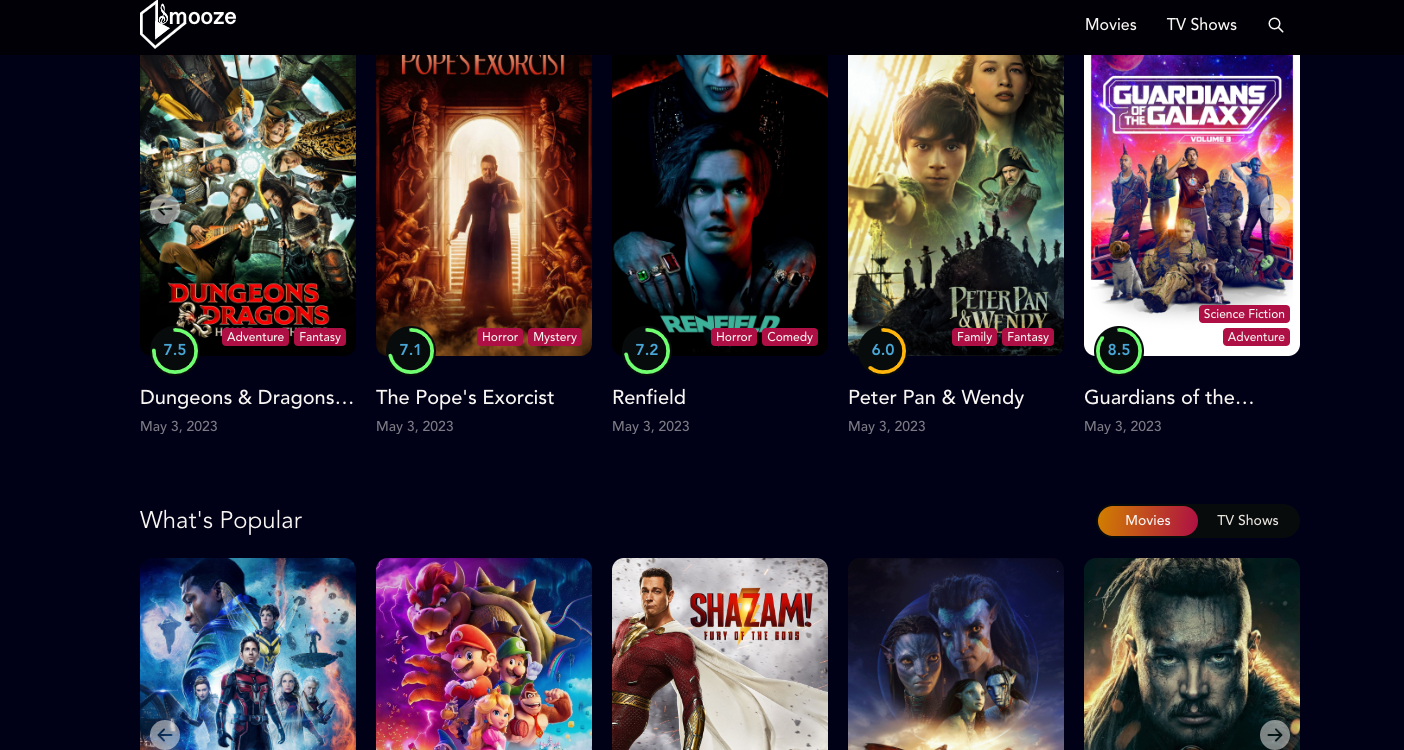 mooze
Movies
TV Shows
POPE'S EXORCIST
GUARDIANS
OF THE
GALAXY
VOLUME 3
DUNGEONS
& DRAGONS
RENFIELD
PETER PAN
& WENDY
7.5
Adventure
Fantasy
7.1
Horror
Mystery
7.2
Horror
Comedy
6.0
Family
Fantasy
8.5
Science Fiction
Adventure
Dungeons & Dragons…
The Pope's Exorcist
Renfield
Peter Pan & Wendy
Guardians of the…
May 3, 2023
May 3, 2023
May 3, 2023
May 3, 2023
May 3, 2023
What's Popular
Movies
TV Shows
SHAZAM!
FURY OF THE GODS